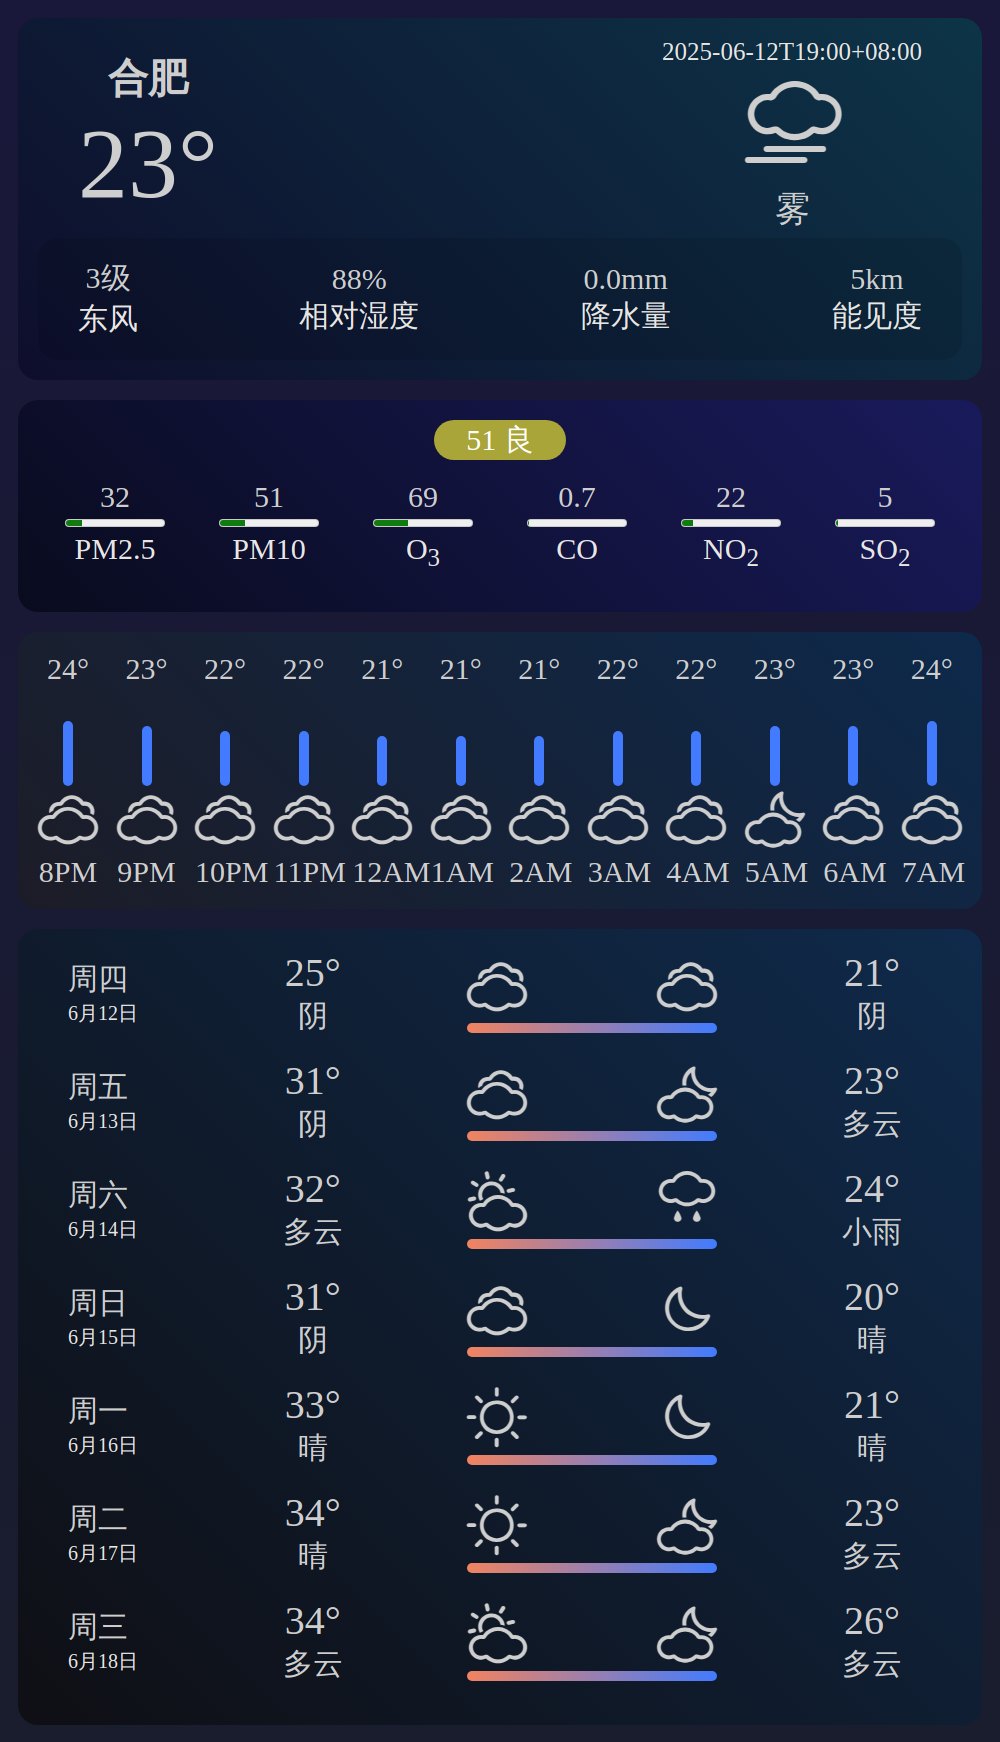 合肥
23°
2025-06-12T19:00+08:00
雾
3级 88% 0.0mm 5km
东风 相对湿度 降水量 能见度
51 良
32 51 69 0.7 22 5
PM2.5 PM10 O3 CO NO2 SO2
24° 23° 22° 22° 21° 21° 21° 22° 22° 23° 23° 24°
8PM 9PM 10PM 11PM 12AM 1AM 2AM 3AM 4AM 5AM 6AM 7AM
周四 25° 21°
6月12日 阴 阴
周五 31° 23°
6月13日 阴 多云
周六 32° 24°
6月14日 多云 小雨
周日 31° 20°
6月15日 阴 晴
周一 33° 21°
6月16日 晴 晴
周二 34° 23°
6月17日 晴 多云
周三 34° 26°
6月18日 多云 多云